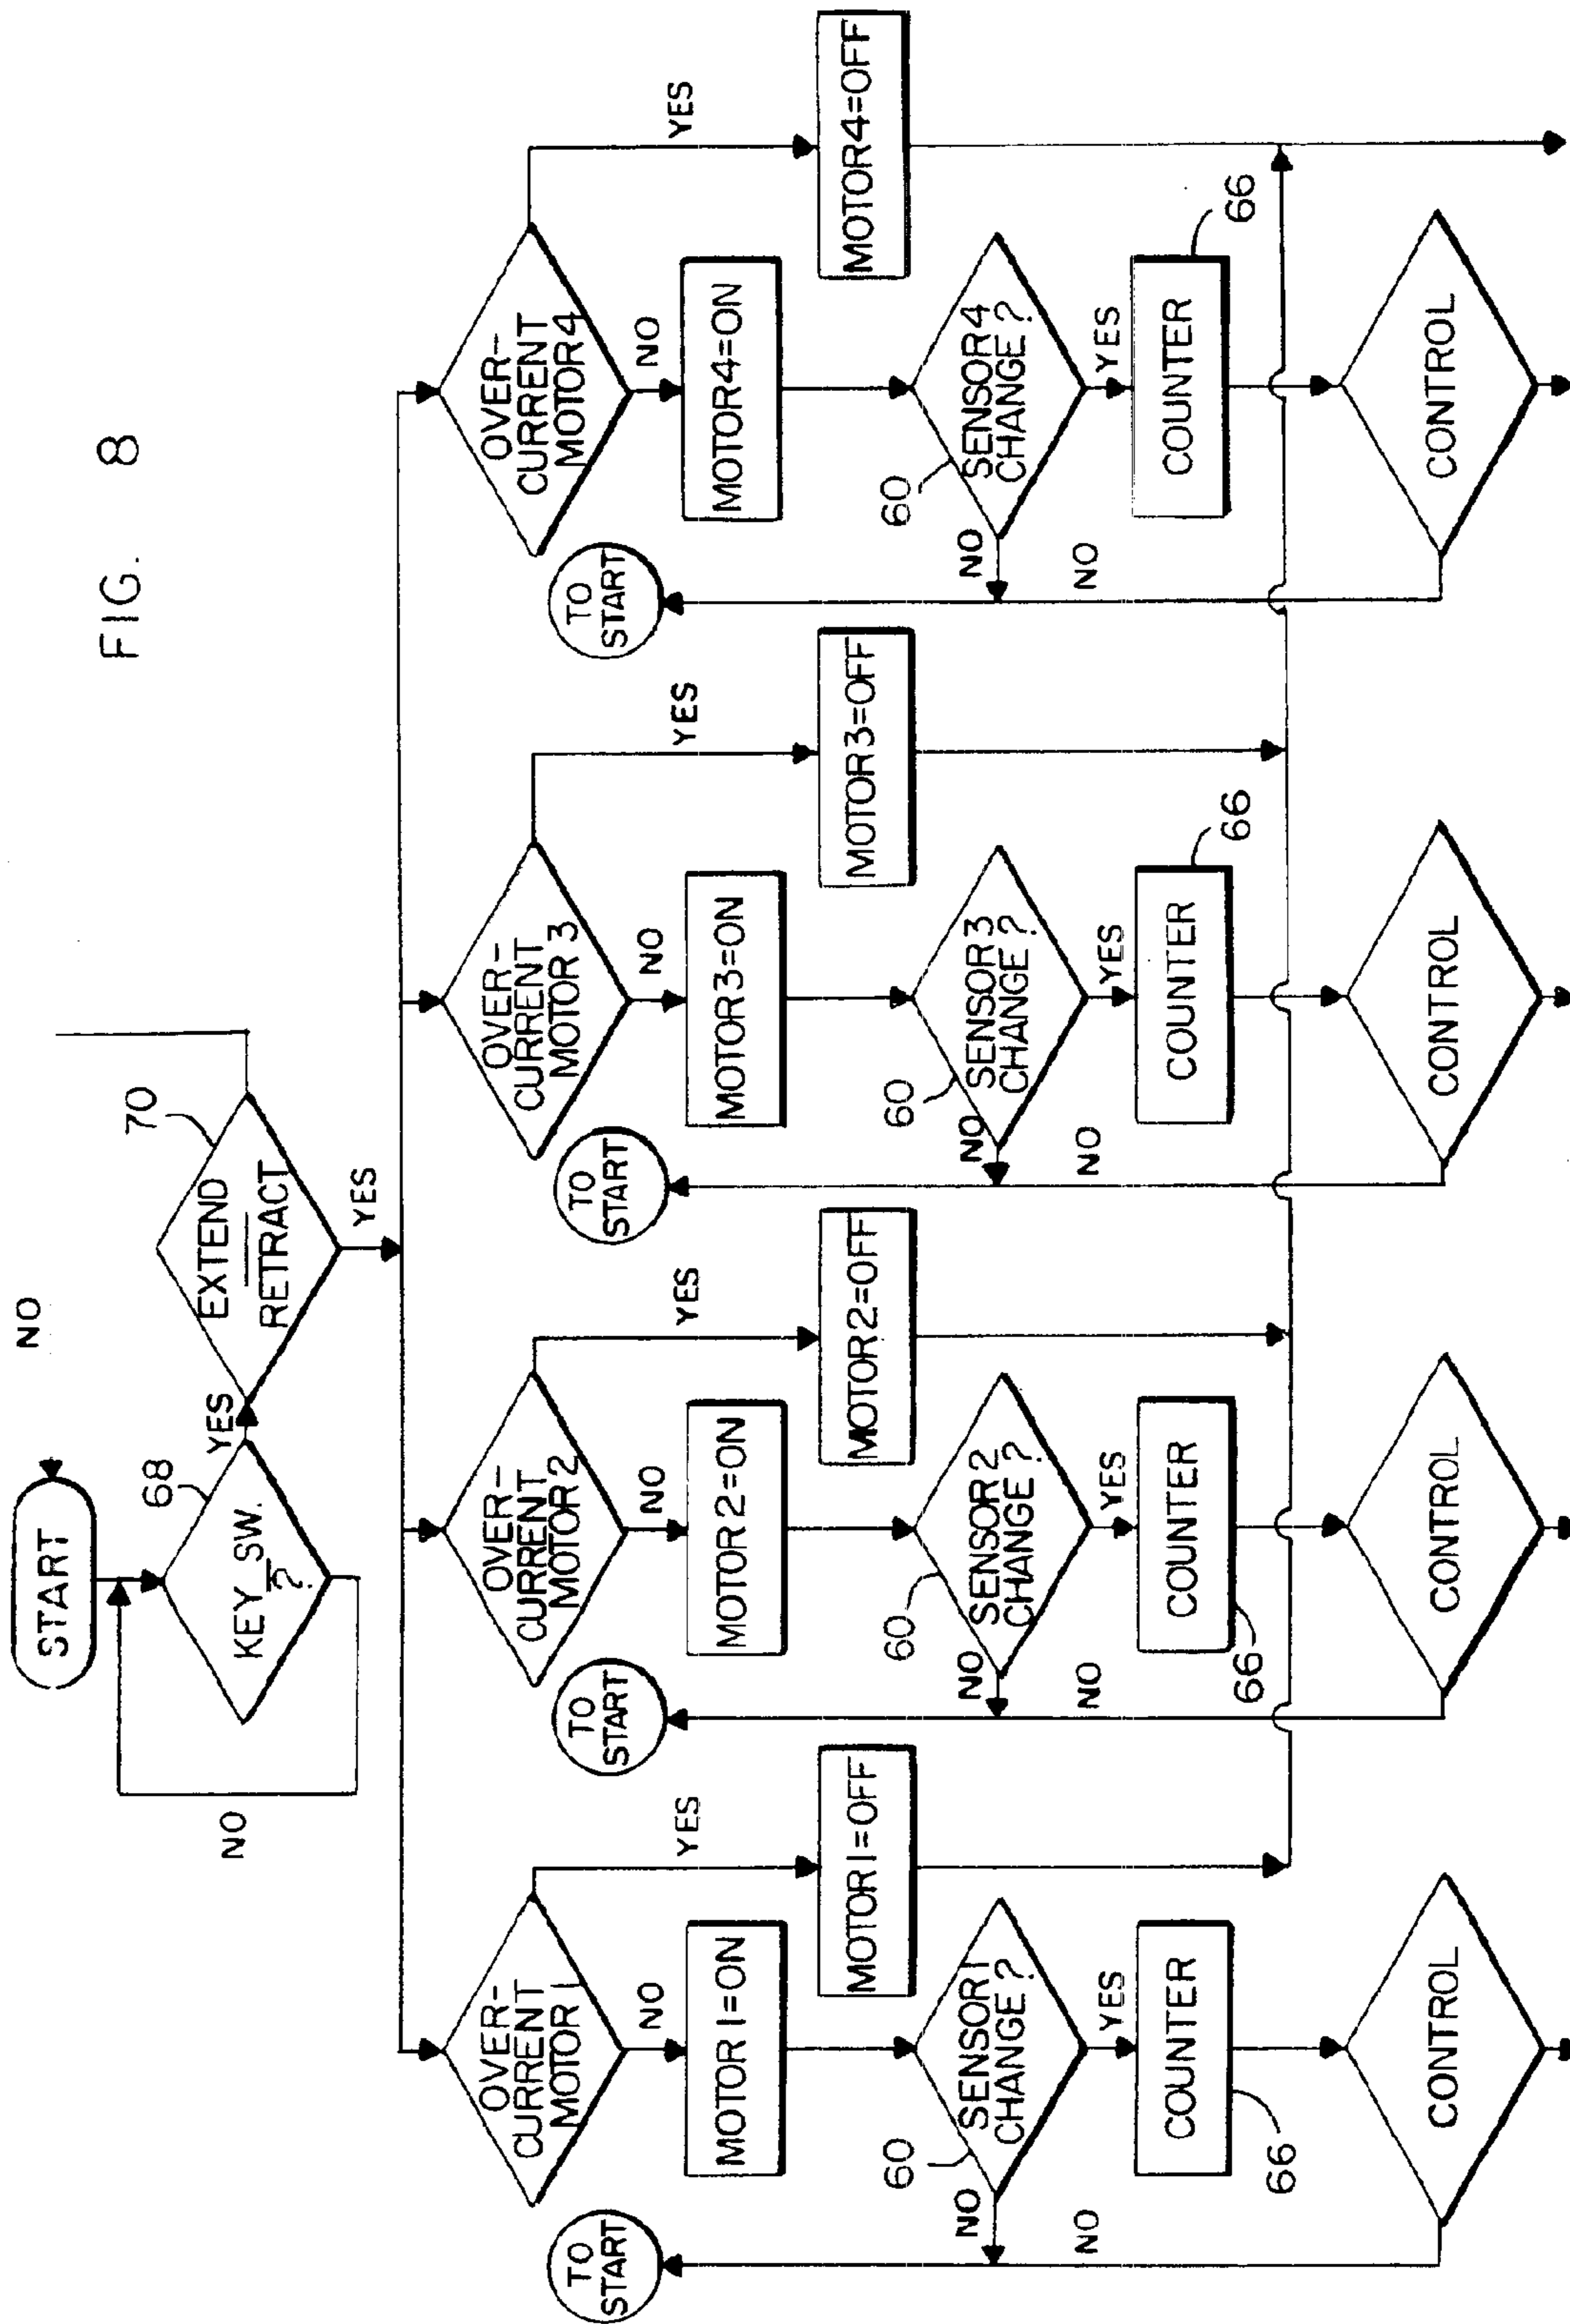 FIG. 8
START
NO
KEY SW.
?
68
YES
NO
EXTEND
RETRACT
70
YES
OVER-
CURRENT
MOTOR 1
YES
NO
MOTOR 1=ON
MOTOR 1=OFF
TO
START
60
SENSOR 1
CHANGE ?
NO
YES
NO
COUNTER
66
CONTROL
OVER-
CURRENT
MOTOR 2
YES
NO
MOTOR 2=ON
MOTOR 2=OFF
TO
START
60
SENSOR 2
CHANGE ?
NO
YES
NO
COUNTER
66
CONTROL
OVER-
CURRENT
MOTOR 3
YES
NO
MOTOR 3=ON
MOTOR 3=OFF
TO
START
60
SENSOR 3
CHANGE ?
NO
YES
NO
COUNTER
66
CONTROL
OVER-
CURRENT
MOTOR 4
YES
NO
MOTOR 4=ON
MOTOR 4=OFF
TO
START
60
SENSOR 4
CHANGE ?
NO
YES
NO
COUNTER
66
CONTROL